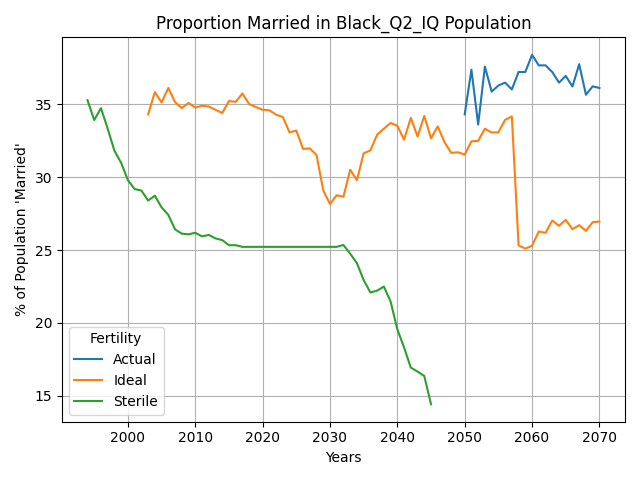 Proportion Married in Black_Q2_IQ Population
% of Population 'Married'
35
30
25
20
15
Fertility
Actual
Ideal
Sterile
2000 2010 2020 2030 2040 2050 2060 2070
Years